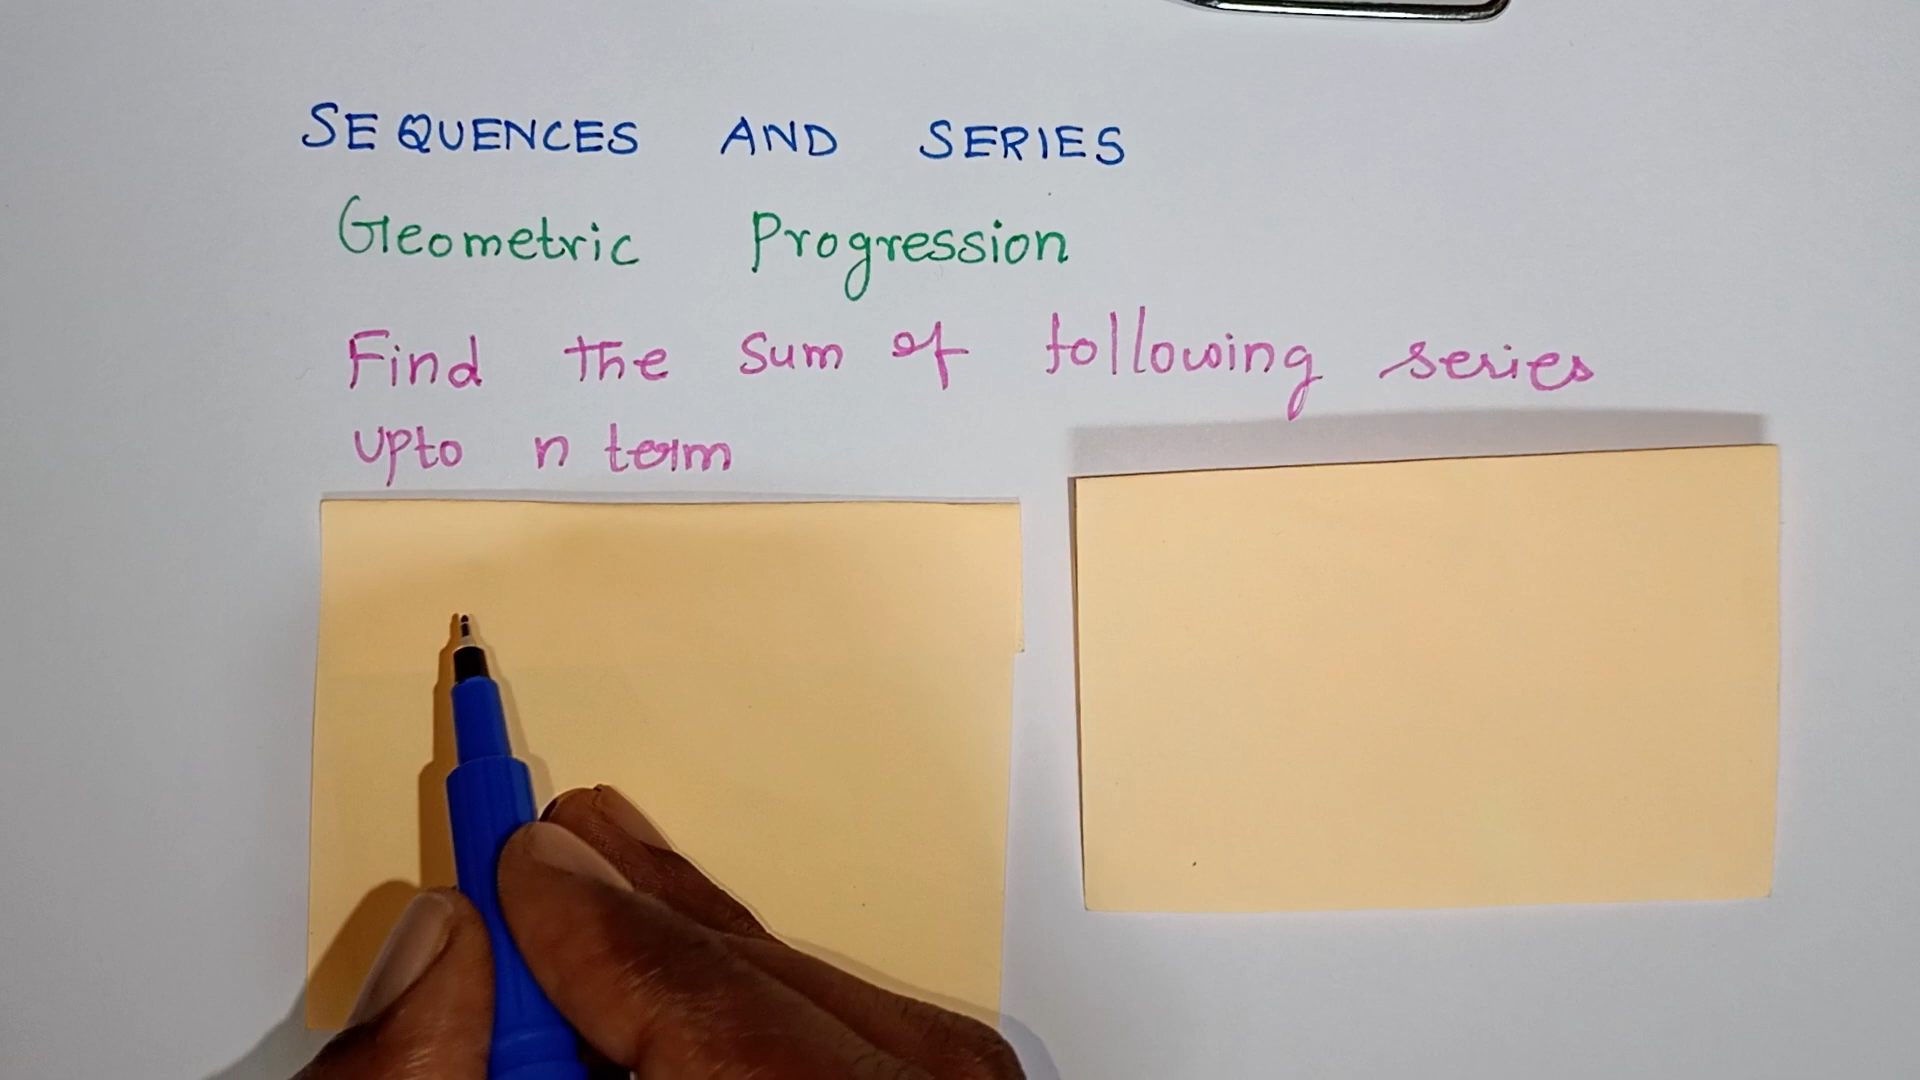 SEQUENCES AND SERIES
Geometric Progression
Find the sum of following series
upto n term